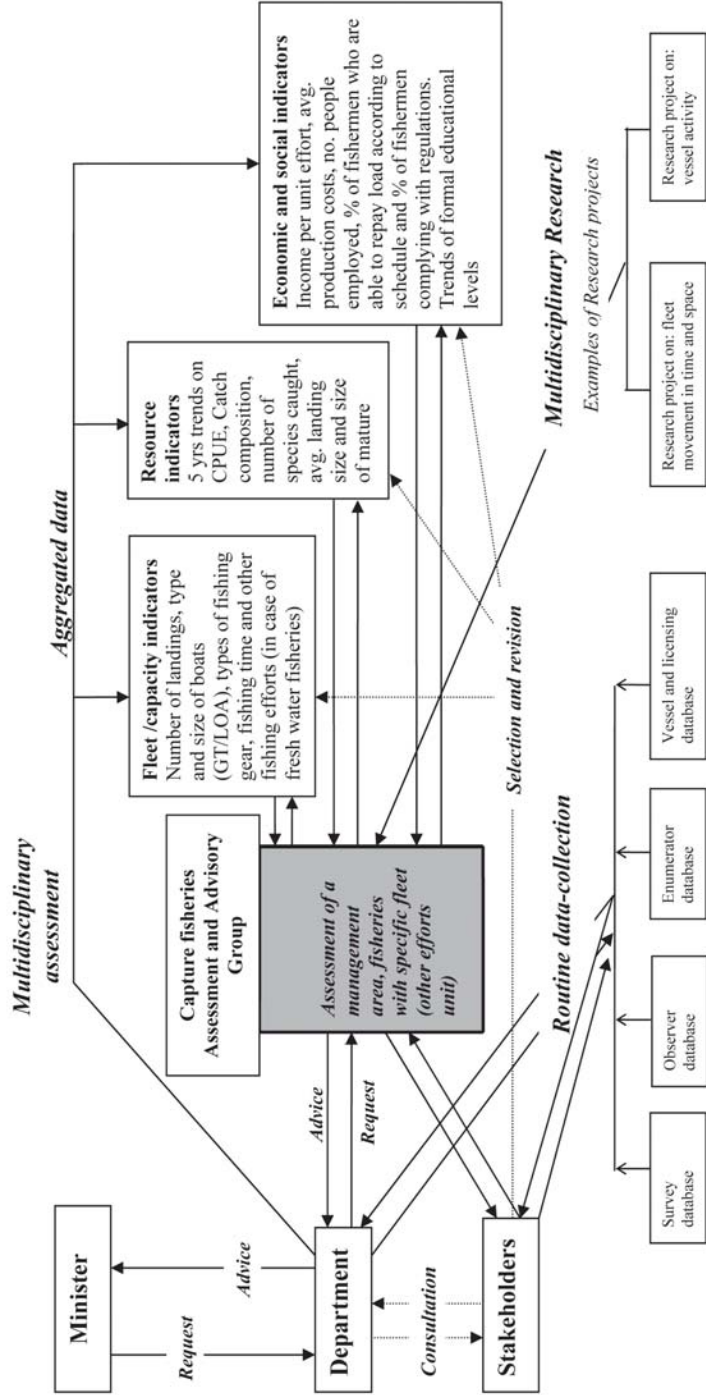 Multidisciplinary
assessment
Aggregated data
Minister
Request
Advice
Department
Consultation
Stakeholders
Advice
Request
Capture fisheries
Assessment and Advisory
Group
Assessment of a
management
area, fisheries
with specific fleet
(other efforts
unit)
Fleet /capacity indicators
Number of landings, type
and size of boats
(GT/LOA), types of fishing
gear, fishing time and other
fishing efforts (in case of
fresh water fisheries)
Resource
indicators
5 yrs trends on
CPUE, Catch
composition,
number of
species caught,
avg. landing
size and size
of mature
Economic and social indicators
Income per unit effort, avg.
production costs, no. people
employed, % of fishermen who are
able to repay load according to
schedule and % of fishermen
complying with regulations.
Trends of formal educational
levels
Selection and revision
Routine data-collection
Multidisciplinary Research
Examples of Research projects
Survey
database
Observer
database
Enumerator
database
Vessel and licensing
database
Research project on: fleet
movement in time and space
Research project on:
vessel activity